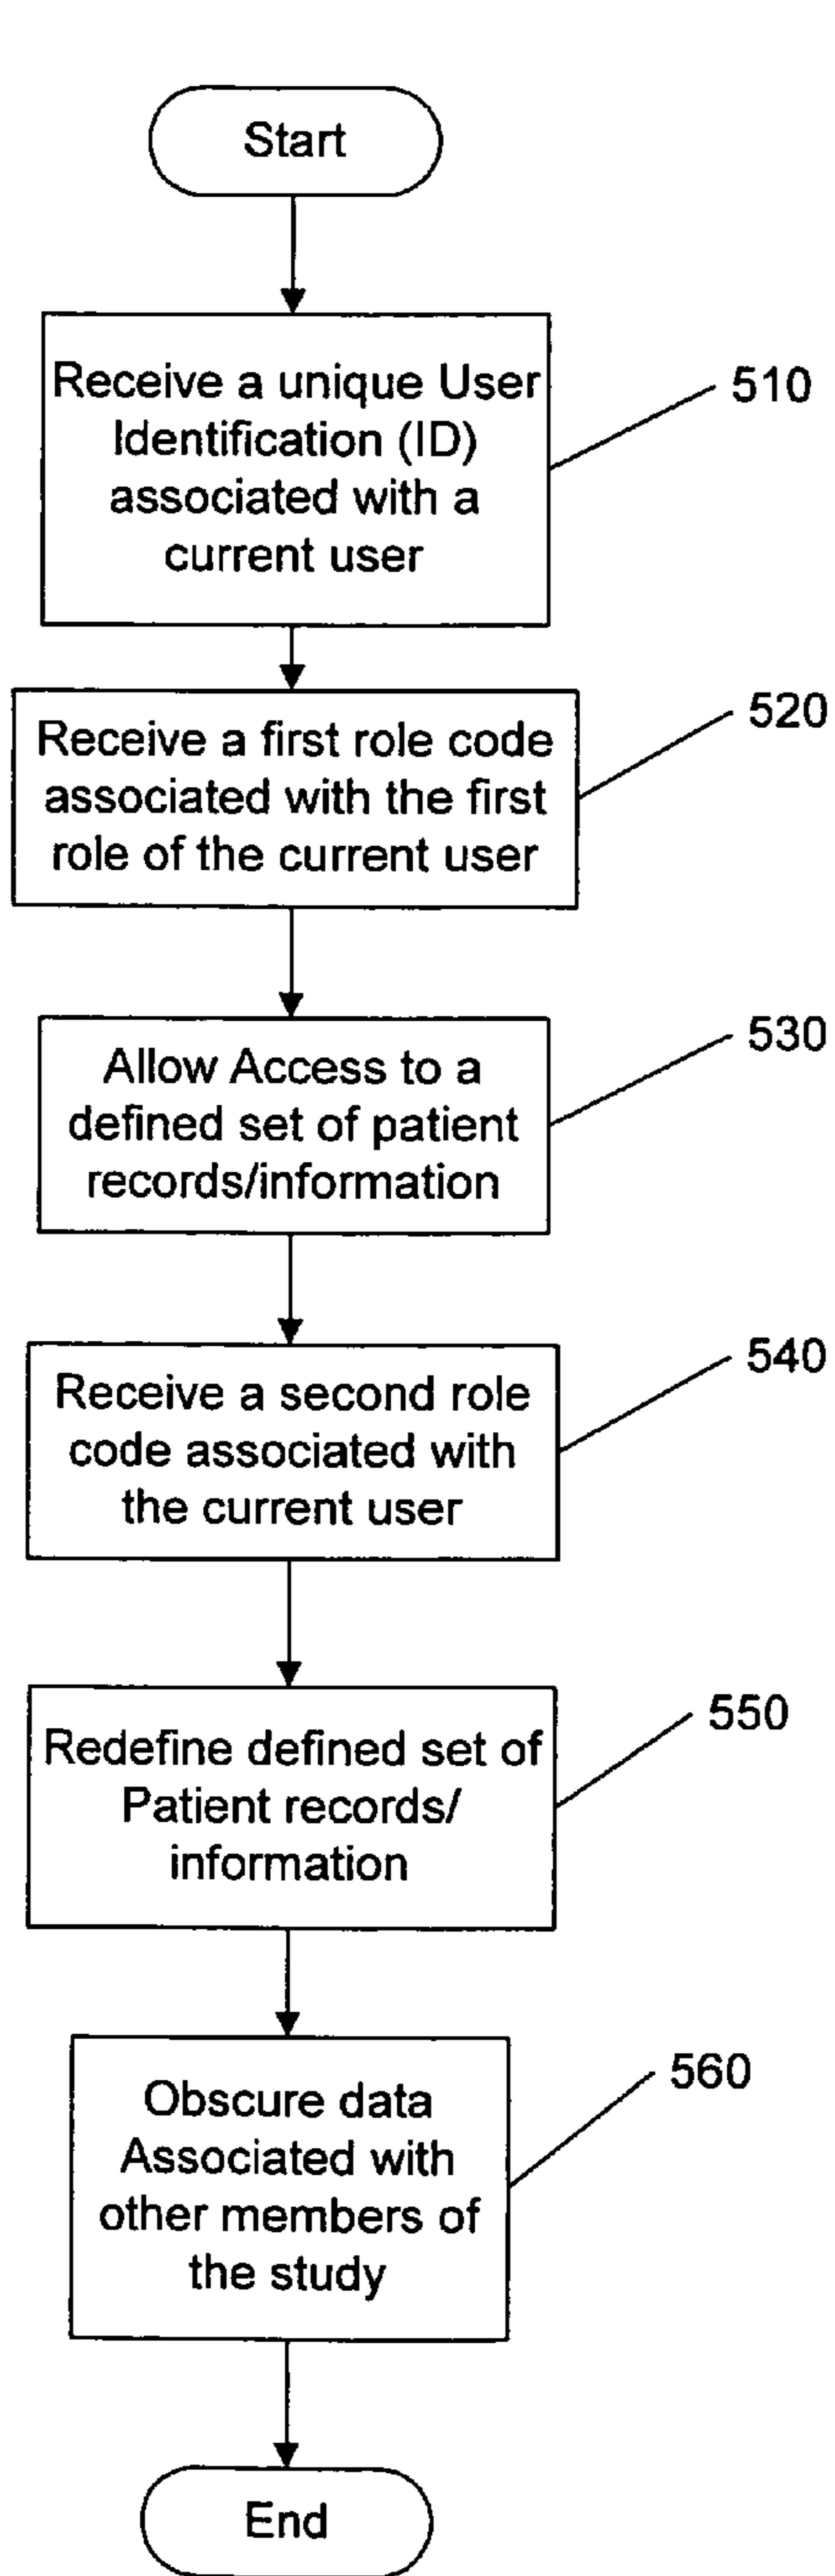 Start
Receive a unique User
Identification (ID)
associated with a
current user
510
Receive a first role code
associated with the first
role of the current user
520
Allow Access to a
defined set of patient
records/information
530
Receive a second role
code associated with
the current user
540
Redefine defined set of
Patient records/
information
550
Obscure data
Associated with
other members of
the study
560
End